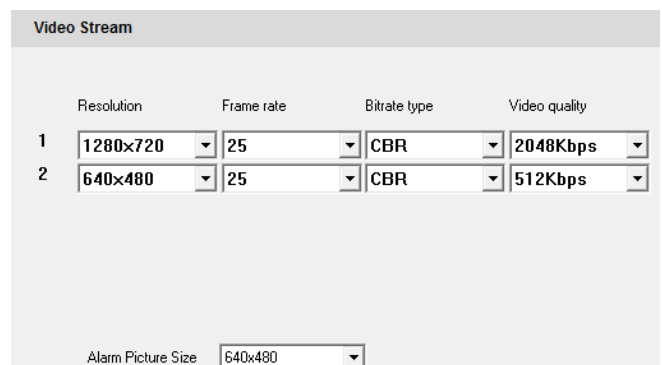 Video Stream
Resolution Frame rate Bitrate type Video quality
1 1280x720 25 CBR 2048Kbps
2 640x480 25 CBR 512Kbps
Alarm Picture Size 640x480